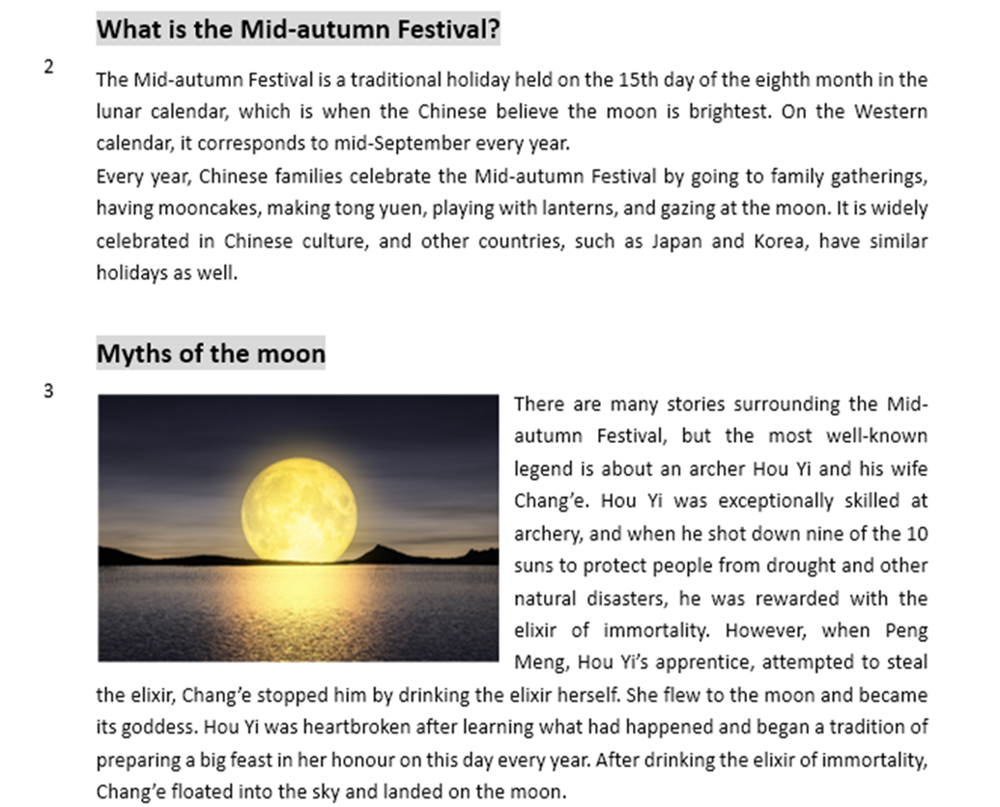 What is the Mid-autumn Festival?
2
The Mid-autumn Festival is a traditional holiday held on the 15th day of the eighth month in the
lunar calendar, which is when the Chinese believe the moon is brightest. On the Western
calendar, it corresponds to mid-September every year.
Every year, Chinese families celebrate the Mid-autumn Festival by going to family gatherings,
having mooncakes, making tong yuen, playing with lanterns, and gazing at the moon. It is widely
celebrated in Chinese culture, and other countries, such as Japan and Korea, have similar
holidays as well.
Myths of the moon
3
There are many stories surrounding the Mid-
autumn Festival, but the most well-known
legend is about an archer Hou Yi and his wife
Chang’e. Hou Yi was exceptionally skilled at
archery, and when he shot down nine of the 10
suns to protect people from drought and other
natural disasters, he was rewarded with the
elixir of immortality. However, when Peng
Meng, Hou Yi’s apprentice, attempted to steal
the elixir, Chang’e stopped him by drinking the elixir herself. She flew to the moon and became
its goddess. Hou Yi was heartbroken after learning what had happened and began a tradition of
preparing a big feast in her honour on this day every year. After drinking the elixir of immortality,
Chang’e floated into the sky and landed on the moon.